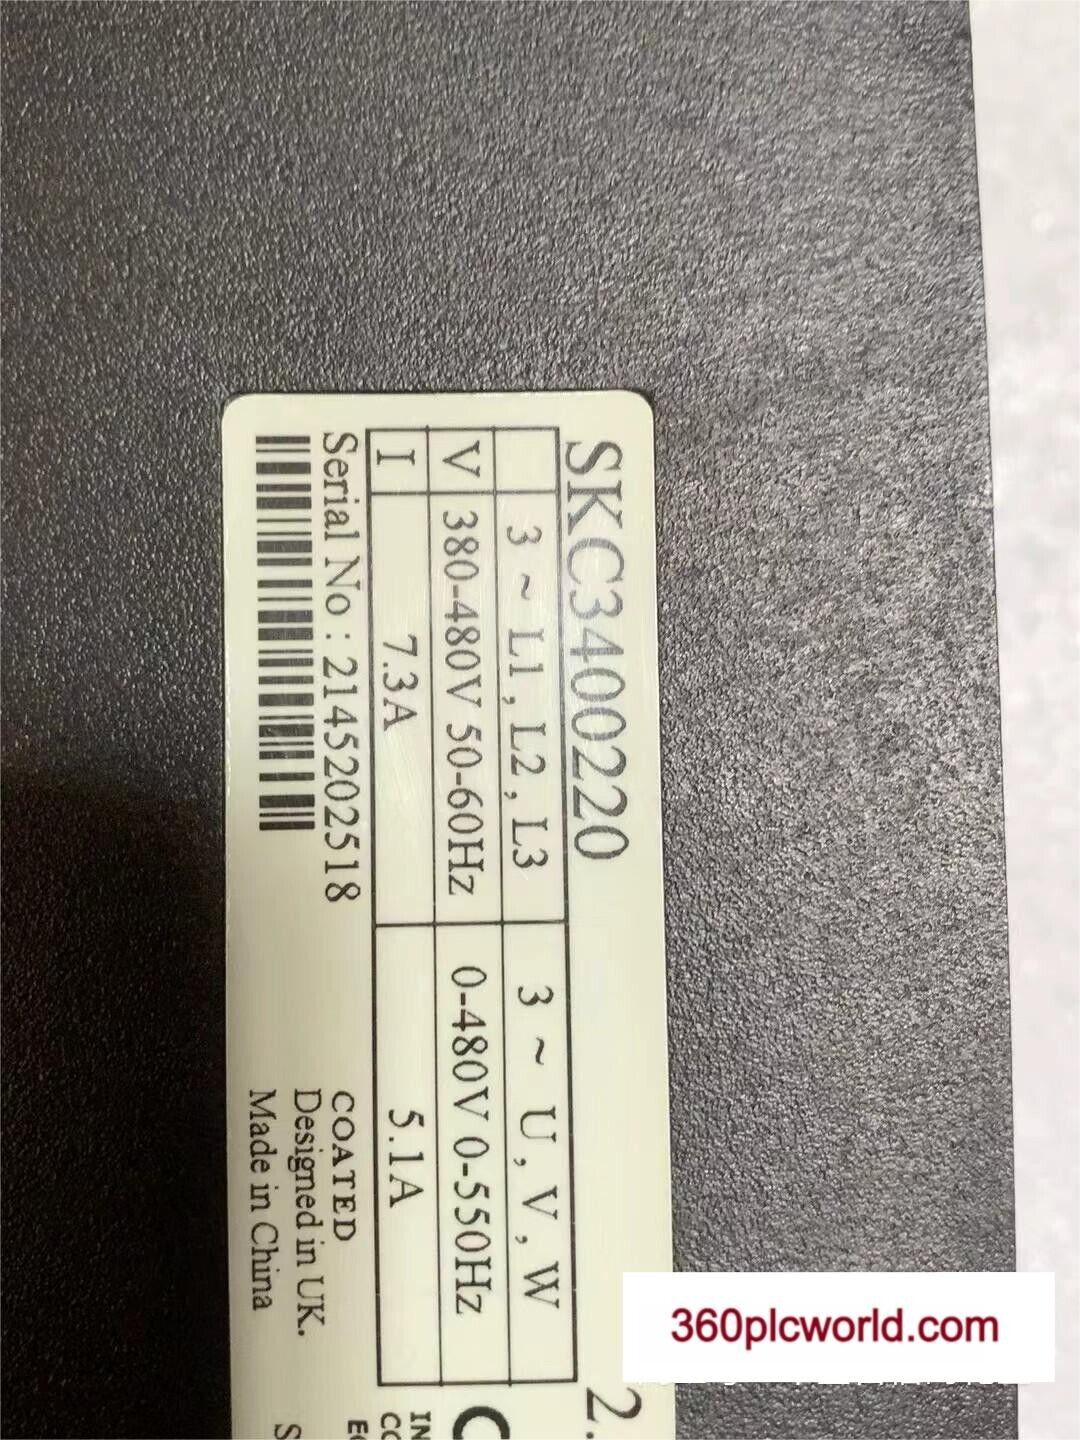 SKC3400220
2.
3 ~ L1, L2, L3
3 ~ U, V, W
V
380-480V 50-60Hz
0-480V 0-550Hz
I
7.3A
5.1A
Serial No : 2145202518
COATED
Designed in UK.
Made in China
360plcworld.com